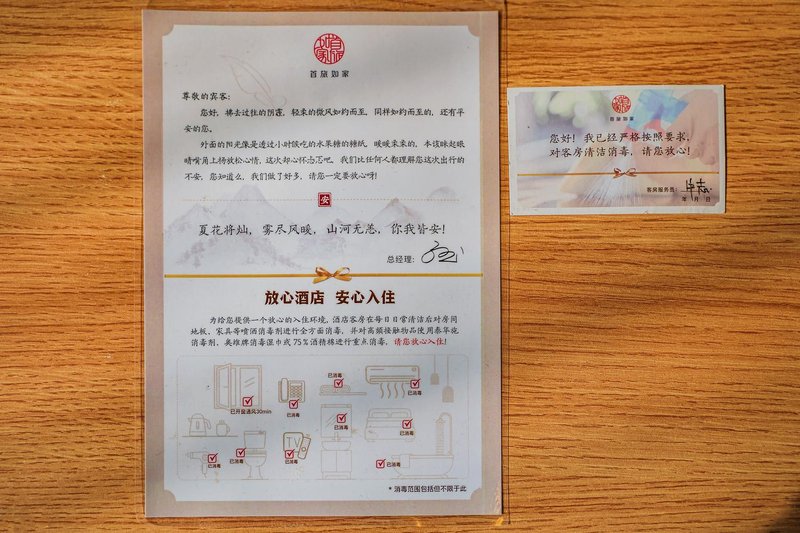 首旅如家
尊敬的宾客：
您好，拂去过往的阴霾，轻柔的微风如约而至，同样如约而至的，还有平
安的您。
外面的阳光像是透过小时候吃的水果糖的糖纸，暖暖柔柔的，本该眯起眼
睛嘴角上扬放松心情，这次却心怀忐忑吧，我们比任何人都理解您这次出行的
不安，您知道么，我们做了好多，请您一定要放心呀！
安
夏花将灿，雾尽风暖，山河无恙，你我皆安！
总经理：
放心酒店 安心入住
为给您提供一个放心的入住环境，酒店客房在每日日常清洁后对房间
地板、家具等喷洒消毒剂进行全方面消毒，并对高频接触物品使用泰华施
消毒剂、奥维牌消毒湿巾或75%酒精棉进行重点消毒，请您放心入住！
已开窗通风30min
已消毒
已消毒
已消毒
已消毒
已消毒
TV
已消毒
已消毒
已消毒
已消毒
* 消毒范围包括但不限于此
首旅如家
您好！我已经严格按照要求，
对客房清洁消毒，请您放心！
客房服务员：
年 月 日